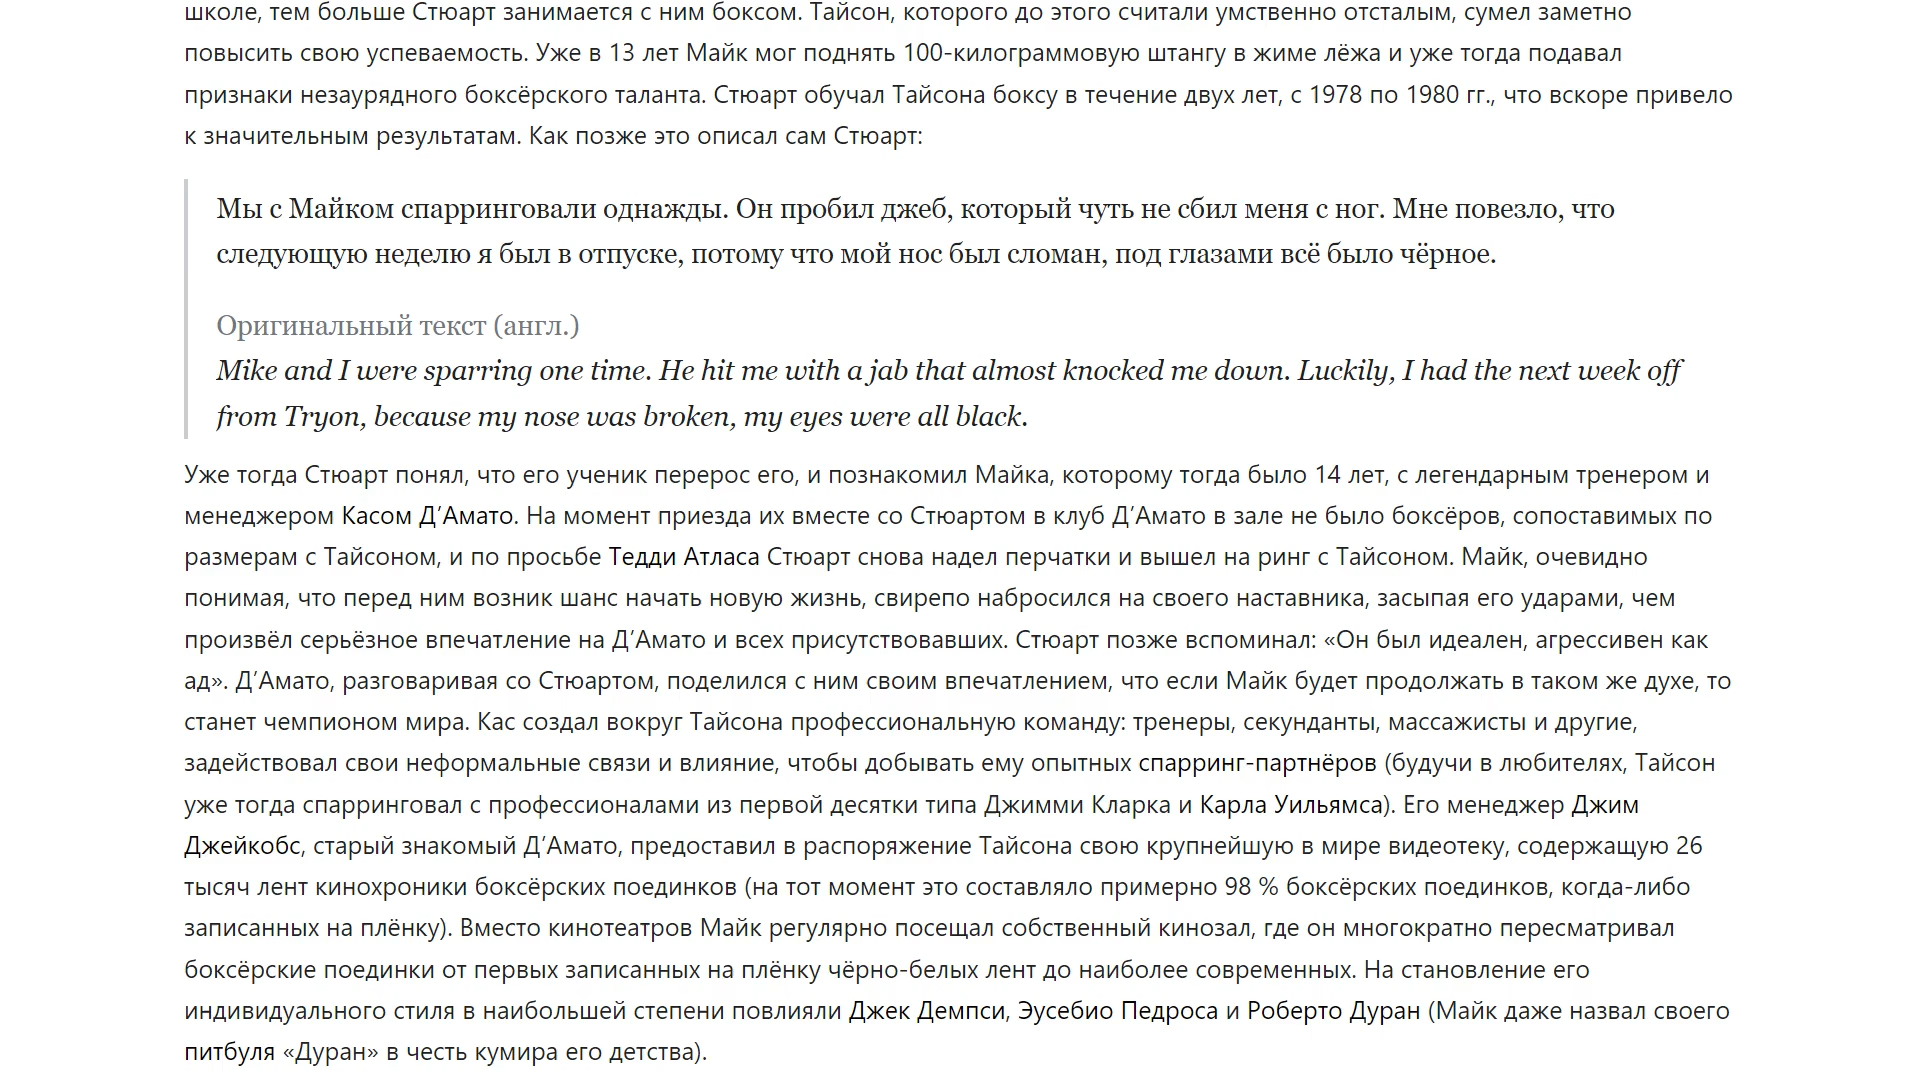 школе, тем больше Стюарт занимается с ним боксом. Тайсон, которого до этого считали умственно отсталым, сумел заметно
повысить свою успеваемость. Уже в 13 лет Майк мог поднять 100-килограммовую штангу в жиме лёжа и уже тогда подавал
признаки незаурядного боксёрского таланта. Стюарт обучал Тайсона боксу в течение двух лет, с 1978 по 1980 гг., что вскоре привело
к значительным результатам. Как позже это описал сам Стюарт:
Мы с Майком спарринговали однажды. Он пробил джеб, который чуть не сбил меня с ног. Мне повезло, что
следующую неделю я был в отпуске, потому что мой нос был сломан, под глазами всё было чёрное.
Оригинальный текст (англ.)
Mike and I were sparring one time. He hit me with a jab that almost knocked me down. Luckily, I had the next week off
from Tryon, because my nose was broken, my eyes were all black.
Уже тогда Стюарт понял, что его ученик перерос его, и познакомил Майка, которому тогда было 14 лет, с легендарным тренером и
менеджером Касом Д’Амато. На момент приезда их вместе со Стюартом в клуб Д’Амато в зале не было боксёров, сопоставимых по
размерам с Тайсоном, и по просьбе Тедди Атласа Стюарт снова надел перчатки и вышел на ринг с Тайсоном. Майк, очевидно
понимая, что перед ним возник шанс начать новую жизнь, свирепо набросился на своего наставника, засыпая его ударами, чем
произвёл серьёзное впечатление на Д’Амато и всех присутствовавших. Стюарт позже вспоминал: «Он был идеален, агрессивен как
ад». Д’Амато, разговаривая со Стюартом, поделился с ним своим впечатлением, что если Майк будет продолжать в таком же духе, то
станет чемпионом мира. Кас создал вокруг Тайсона профессиональную команду: тренеры, секунданты, массажисты и другие,
задействовал свои неформальные связи и влияние, чтобы добывать ему опытных спарринг-партнёров (будучи в любителях, Тайсон
уже тогда спарринговал с профессионалами из первой десятки типа Джимми Кларка и Карла Уильямса). Его менеджер Джим
Джейкобс, старый знакомый Д’Амато, предоставил в распоряжение Тайсона свою крупнейшую в мире видеотеку, содержащую 26
тысяч лент кинохроники боксёрских поединков (на тот момент это составляло примерно 98 % боксёрских поединков, когда-либо
записанных на плёнку). Вместо кинотеатров Майк регулярно посещал собственный кинозал, где он многократно пересматривал
боксёрские поединки от первых записанных на плёнку чёрно-белых лент до наиболее современных. На становление его
индивидуального стиля в наибольшей степени повлияли Джек Демпси, Эусебио Педроса и Роберто Дуран (Майк даже назвал своего
питбуля «Дуран» в честь кумира его детства).